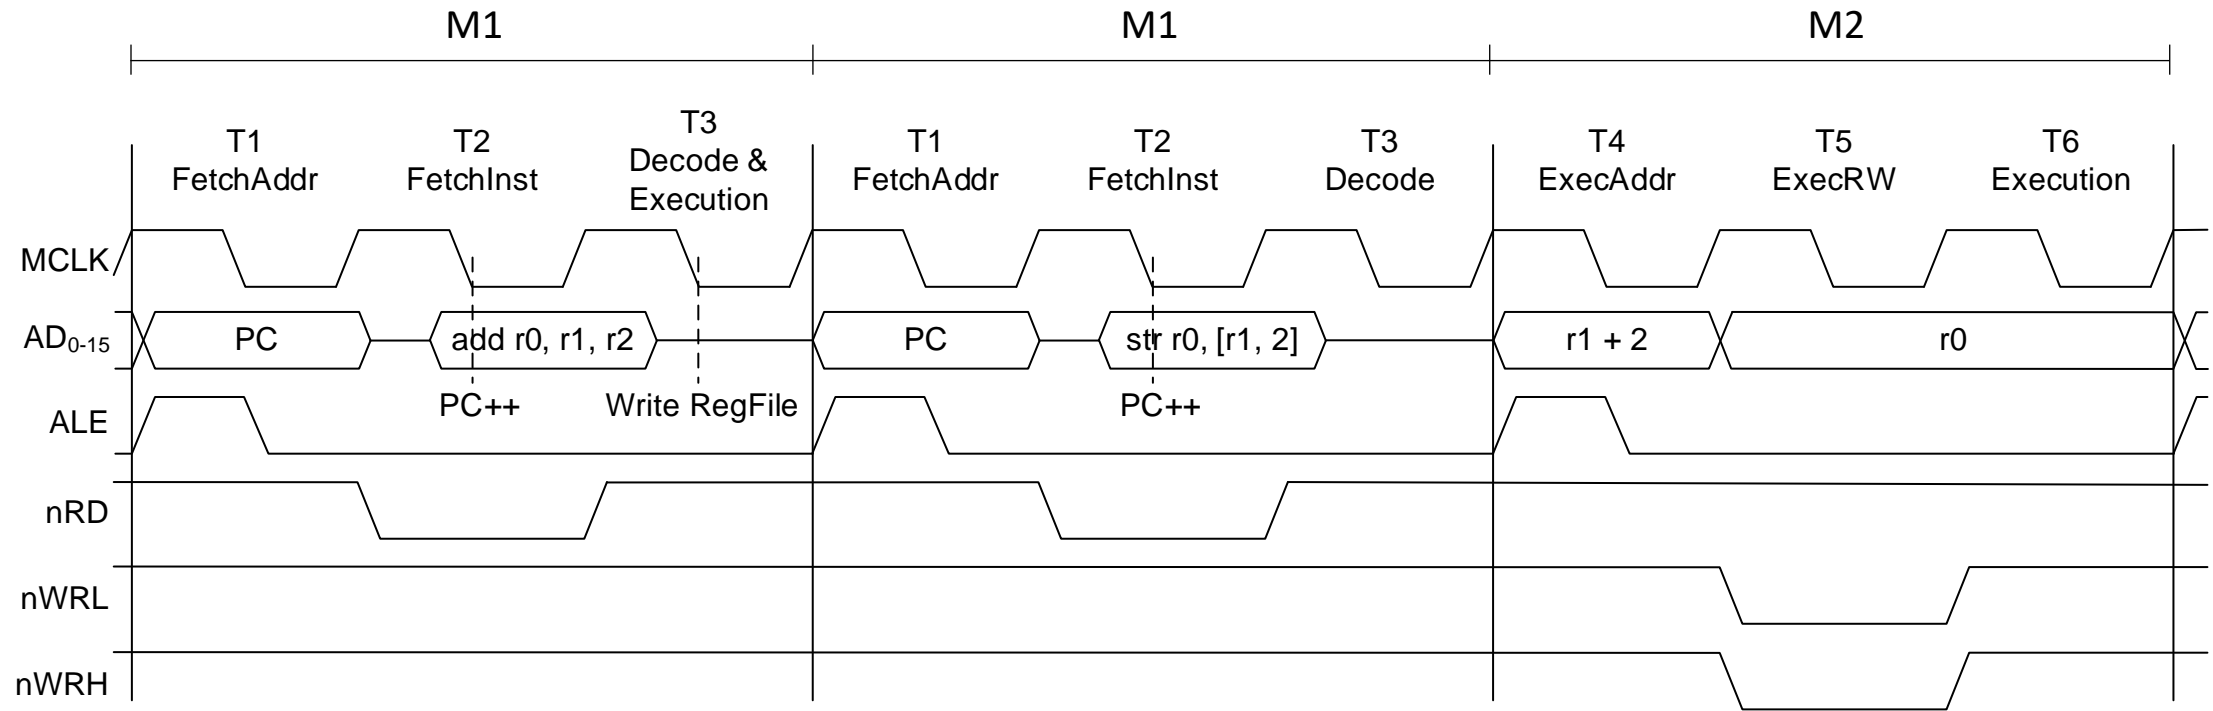 M1 M1 M2
T1 T2 T3 T1 T2 T3 T4 T5 T6
FetchAddr FetchInst Decode & FetchAddr FetchInst Decode ExecAddr ExecRW Execution
Execution
MCLK
AD0-15 PC add r0, r1, r2 PC str r0, [r1, 2] r1 + 2 r0
ALE PC++ Write RegFile PC++
nRD
nWRL
nWRH